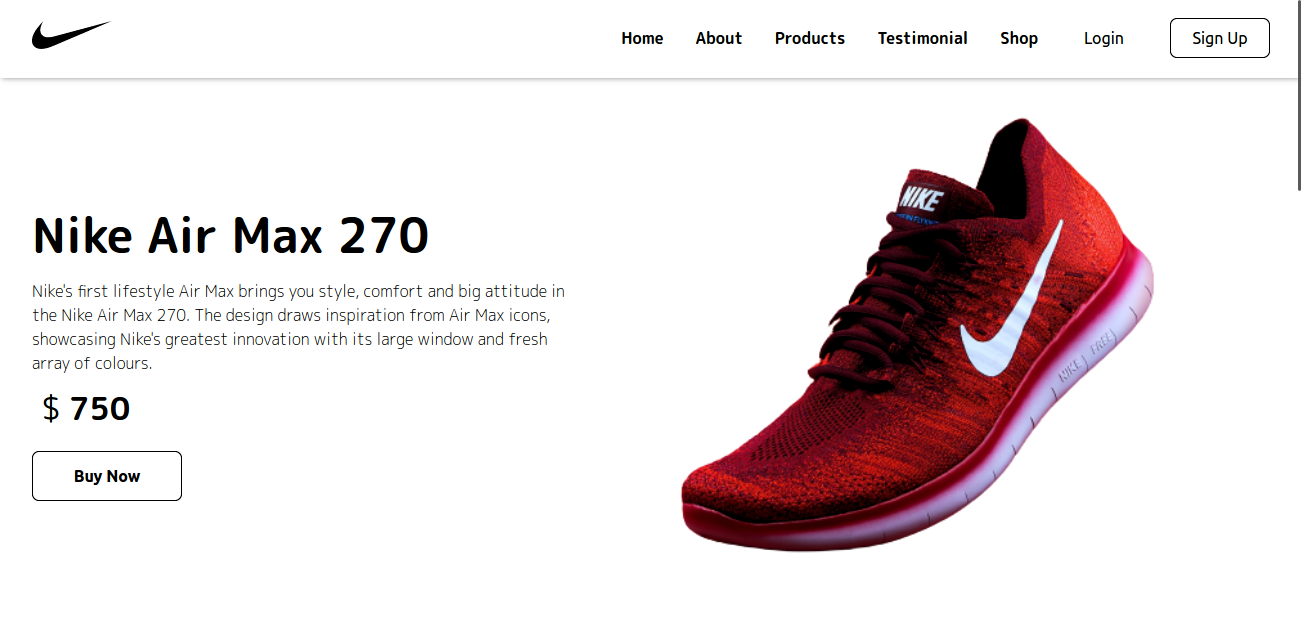 Home About Products Testimonial Shop Login Sign Up
Nike Air Max 270
Nike's first lifestyle Air Max brings you style, comfort and big attitude in
the Nike Air Max 270. The design draws inspiration from Air Max icons,
showcasing Nike's greatest innovation with its large window and fresh
array of colours.
$ 750
Buy Now
NIKE
NIKE FREE